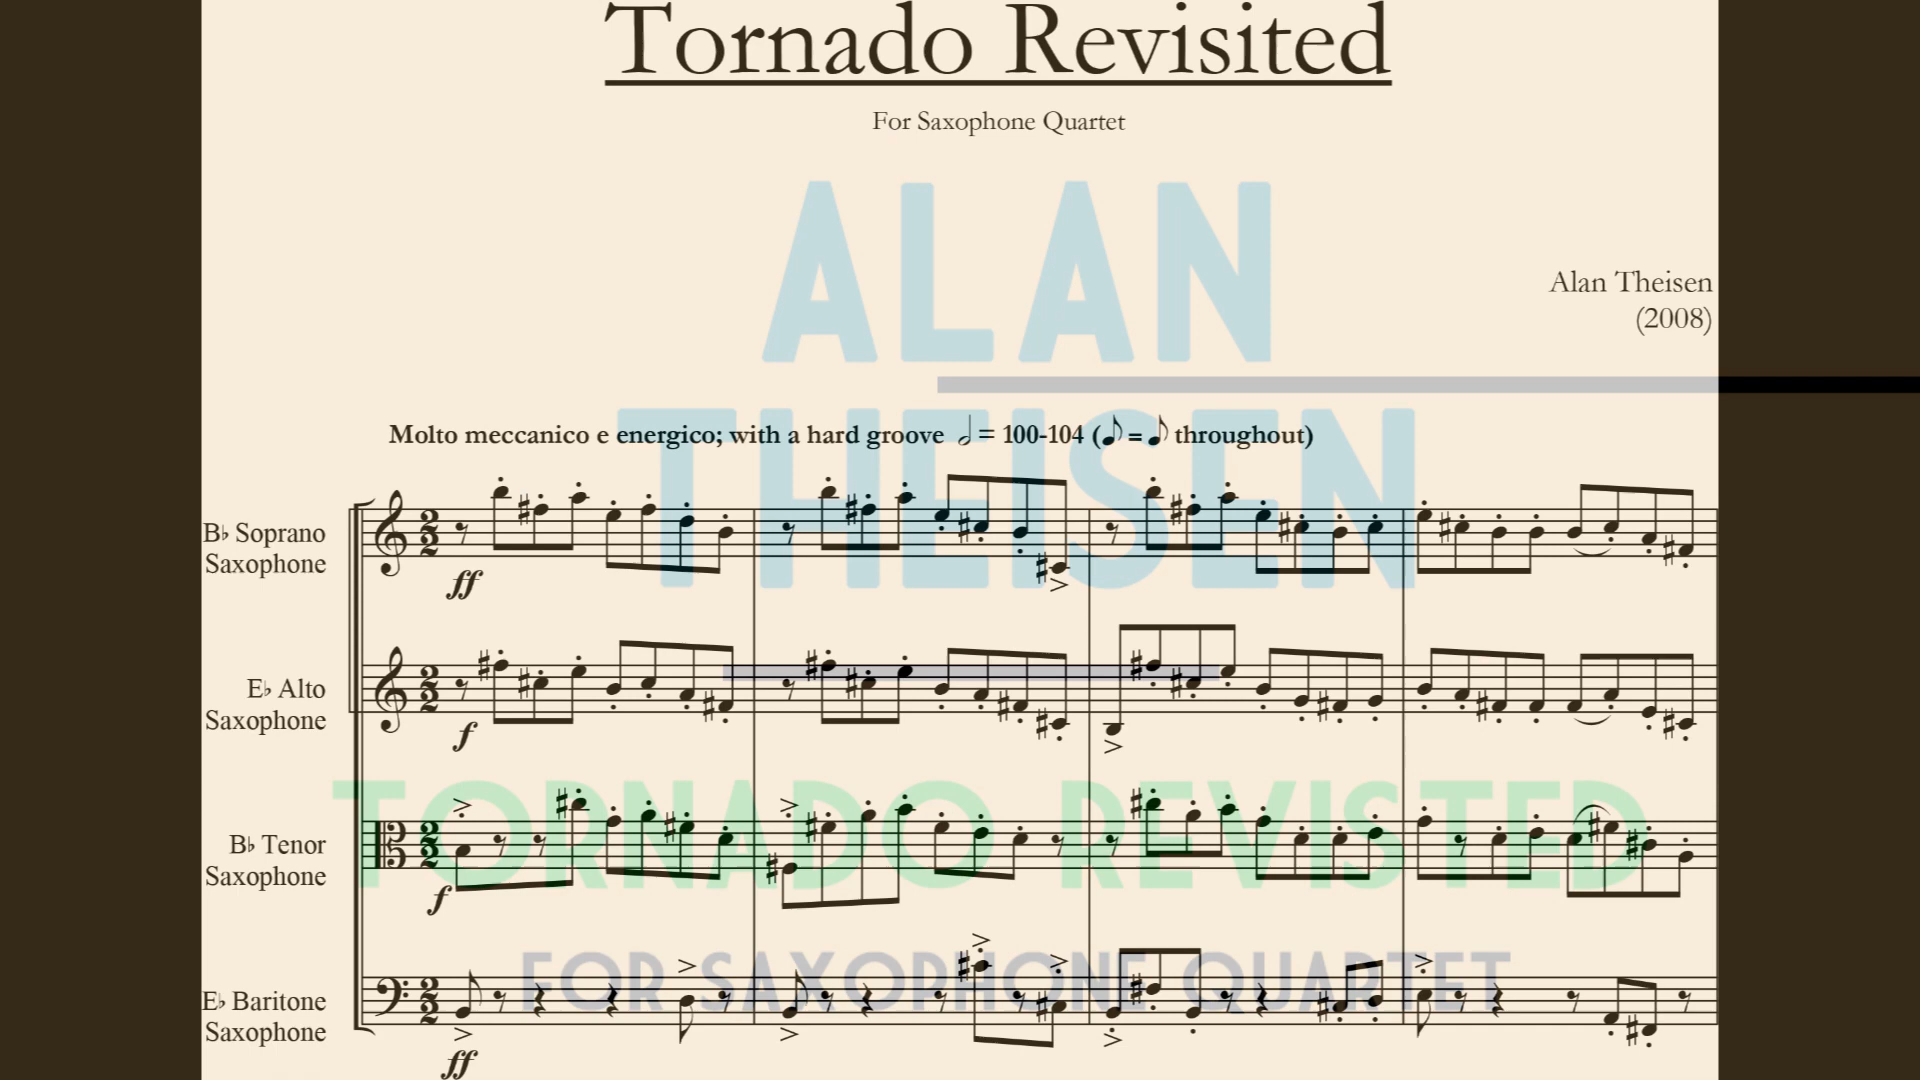 Tornado Revisited
For Saxophone Quartet
ALAN
Alan Theisen
(2008)
THEISEN
Molto meccanico e energico; with a hard groove 𝅗𝅥 = 100-104 (♪ = ♪ throughout)
B♭ Soprano
Saxophone
ff
E♭ Alto
Saxophone
f
TORNADO REVISTED
B♭ Tenor
Saxophone
f
FOR SAXOPHONE QUARTET
E♭ Baritone
Saxophone
ff